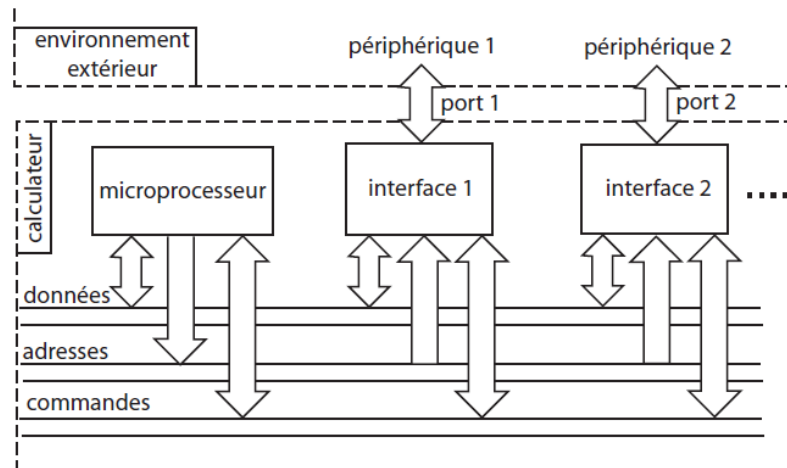 environnement
extérieur
périphérique 1
périphérique 2
port 1
port 2
calculateur
microprocesseur
interface 1
interface 2
données
adresses
commandes